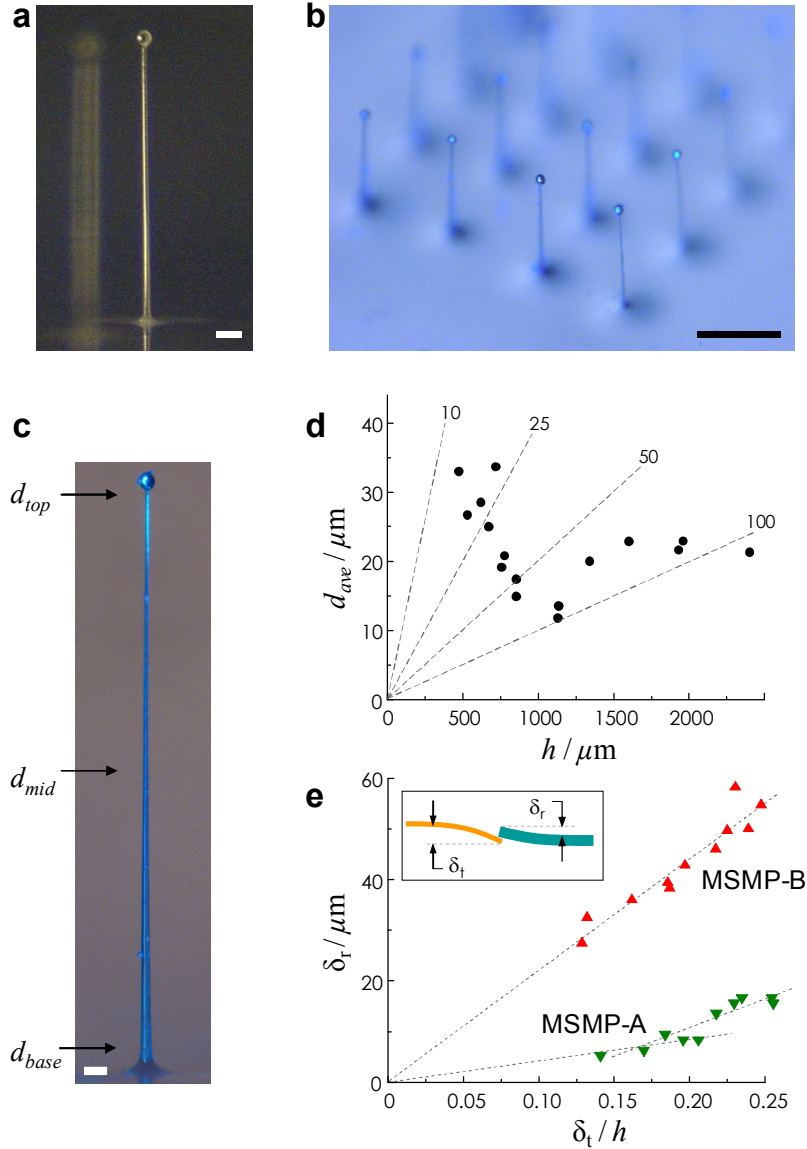 a
b
c
d_top
d_mid
d_base
d
d_ave / μm
40
30
20
10
0
10
25
50
100
0
500
1000
1500
2000
h / μm
e
δ_r / μm
60
40
20
0
δ_r
δ_t
MSMP-B
MSMP-A
0
0.05
0.10
0.15
0.20
0.25
δ_t / h